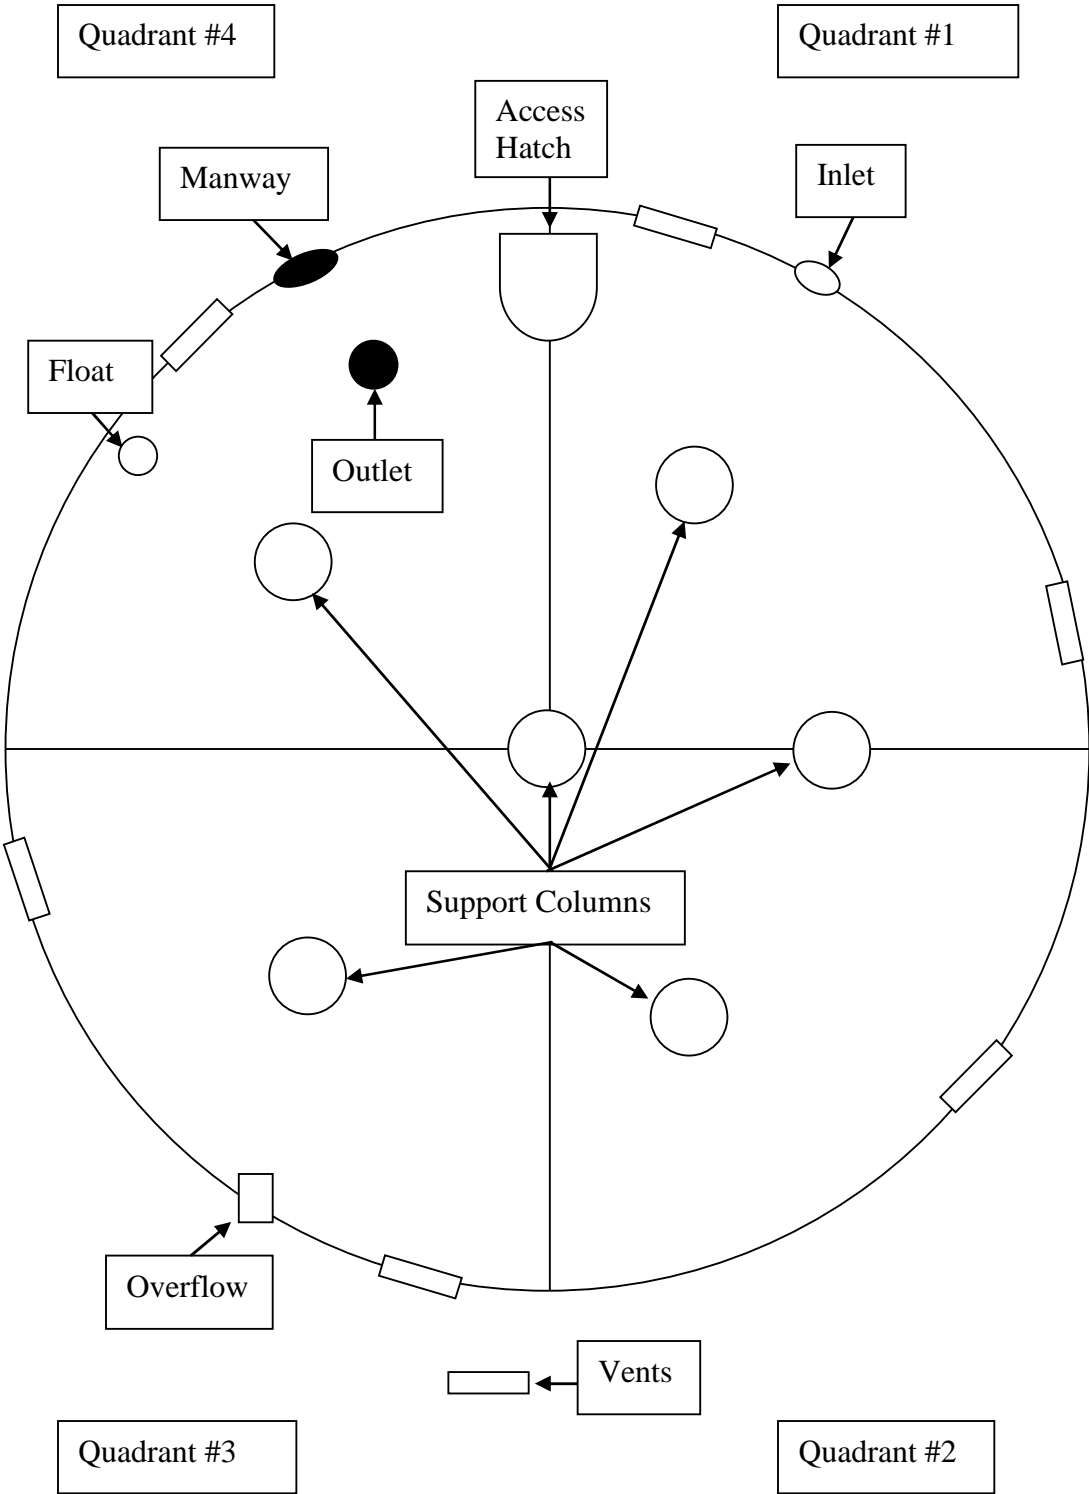 Quadrant #4
Quadrant #1
Access
Hatch
Manway
Inlet
Float
Outlet
Support Columns
Overflow
Vents
Quadrant #3
Quadrant #2